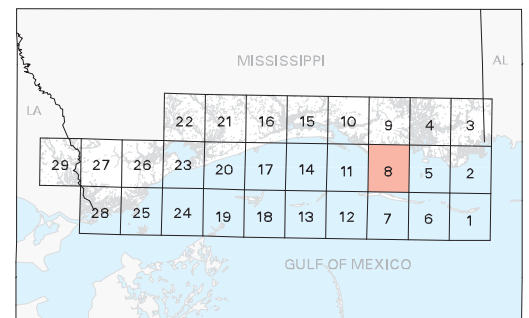 MISSISSIPPI
AL
LA
22 21 16 15 10 9 4 3
29 27 26 23 20 17 14 11 8 5 2
28 25 24 19 18 13 12 7 6 1
GULF OF MEXICO